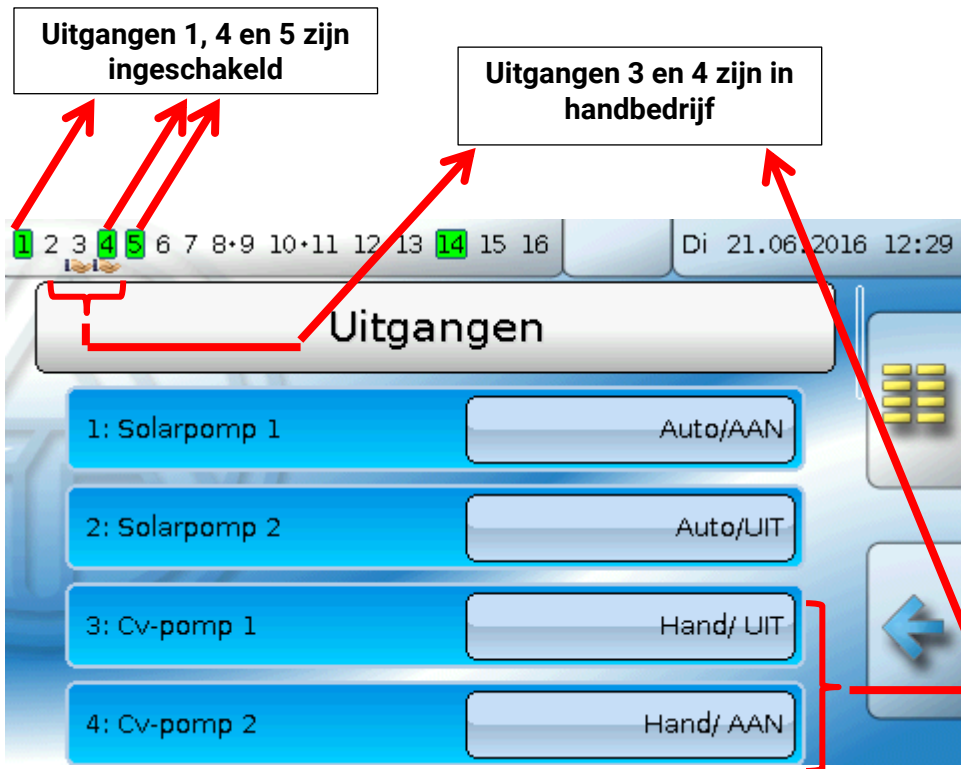 Uitgangen 1, 4 en 5 zijn
ingeschakeld
Uitgangen 3 en 4 zijn in
handbedrijf
1 2 3 4 5 6 7 8•9 10•11 12 13 14 15 16
Di 21.06.2016 12:29
Uitgangen
1: Solarpomp 1 Auto/AAN
2: Solarpomp 2 Auto/UIT
3: Cv-pomp 1 Hand/ UIT
4: Cv-pomp 2 Hand/ AAN